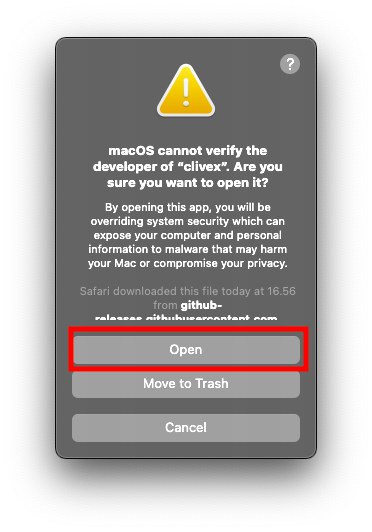 ?
macOS cannot verify the
developer of “clivex”. Are you
sure you want to open it?
By opening this app, you will be
overriding system security which can
expose your computer and personal
information to malware that may harm
your Mac or compromise your privacy.
Safari downloaded this file today at 16.56
from github-
releases.githubusercontent.com
Open
Move to Trash
Cancel